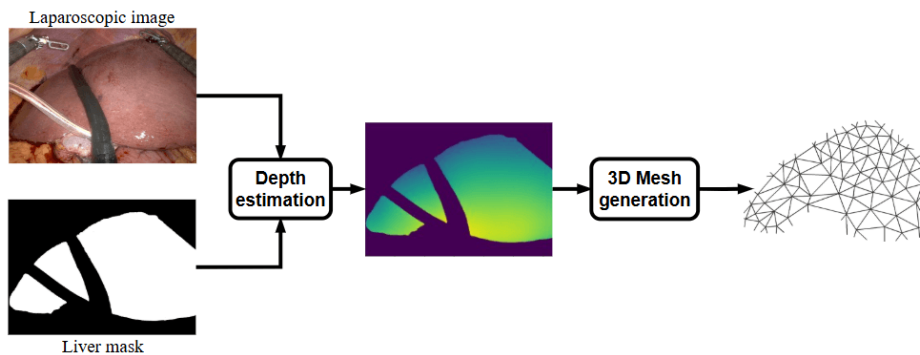 Laparoscopic image
Depth
estimation
3D Mesh
generation
Liver mask